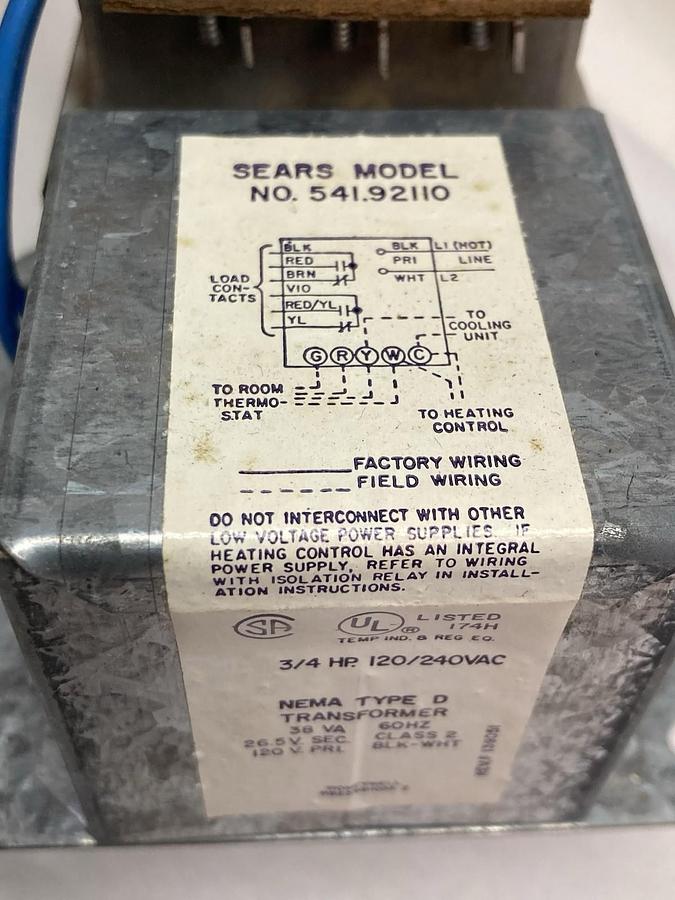 SEARS MODEL
NO. 541.92110
BLK
RED
BRN
VIO
RED/YL
YL
LOAD
CON-
TACTS
BLK L1 (HOT)
PRI LINE
WHT L2
TO
COOLING
UNIT
G R Y W C
TO ROOM
THERMO-
STAT
TO HEATING
CONTROL
FACTORY WIRING
FIELD WIRING
DO NOT INTERCONNECT WITH OTHER
LOW VOLTAGE POWER SUPPLIES. IF
HEATING CONTROL HAS AN INTEGRAL
POWER SUPPLY, REFER TO WIRING
WITH ISOLATION RELAY IN INSTALL-
ATION INSTRUCTIONS.
SA UL ® LISTED
174H
TEMP IND. & REG EQ.
3/4 HP. 120/240VAC
NEMA TYPE D
TRANSFORMER
38 VA 60HZ
26.5V. SEC. CLASS 2
120 V. PRI. BLK-WHT